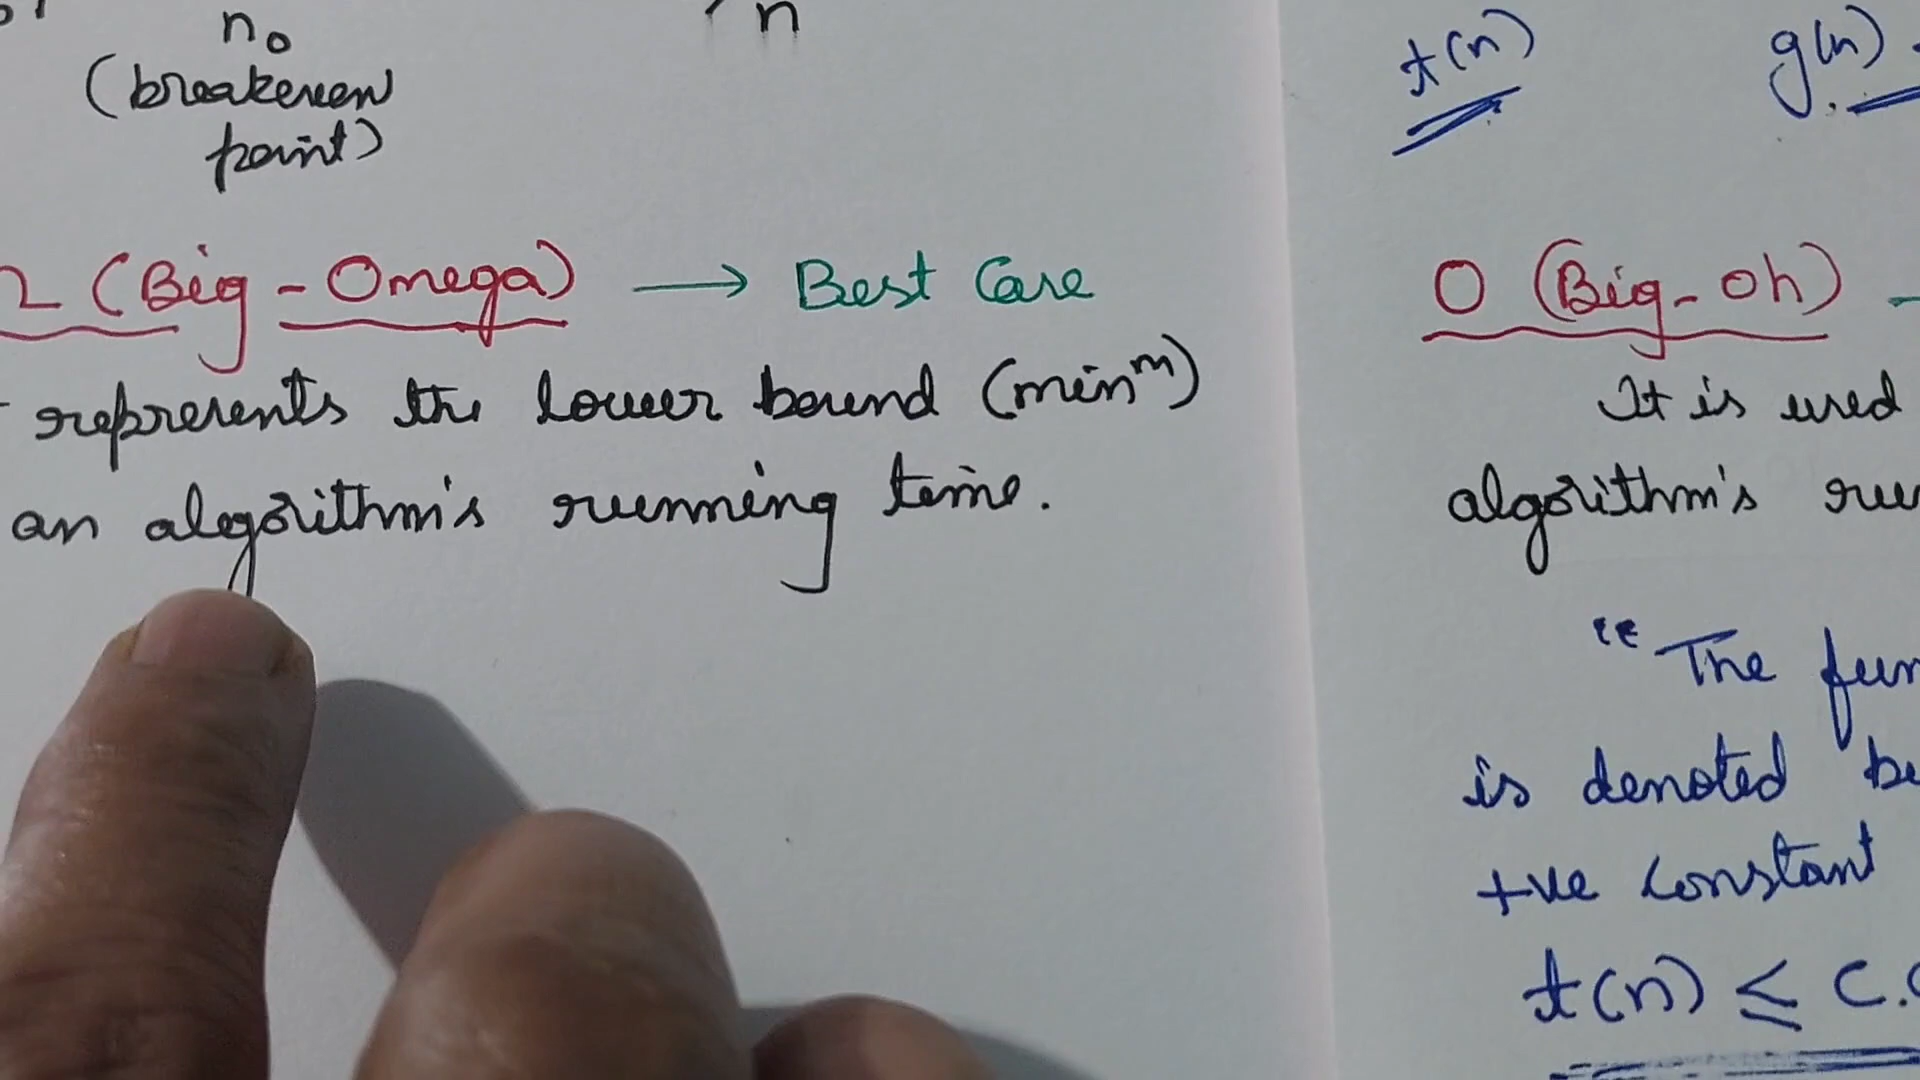 n₀
n
(breakeven
point)
(Big-Omega) → Best Case
represents the lower bound (minᵐ)
an algorithm's running time.
t(n) g(n)
O (Big-Oh)
It is used
algorithm's
"The
is denoted
+ve constant
t(n) ≤ C.